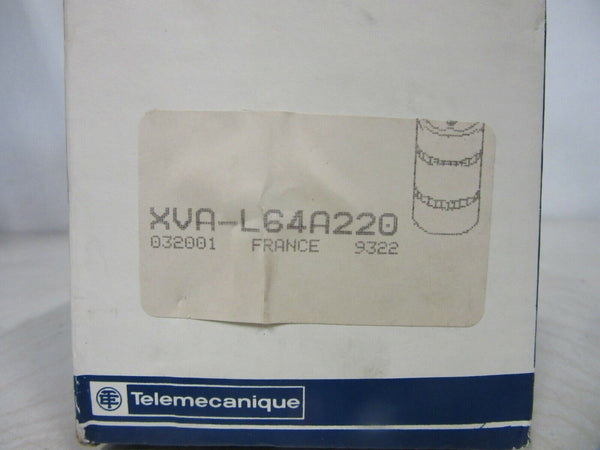 XVA-L64A220
032001 FRANCE 9322
Telemecanique